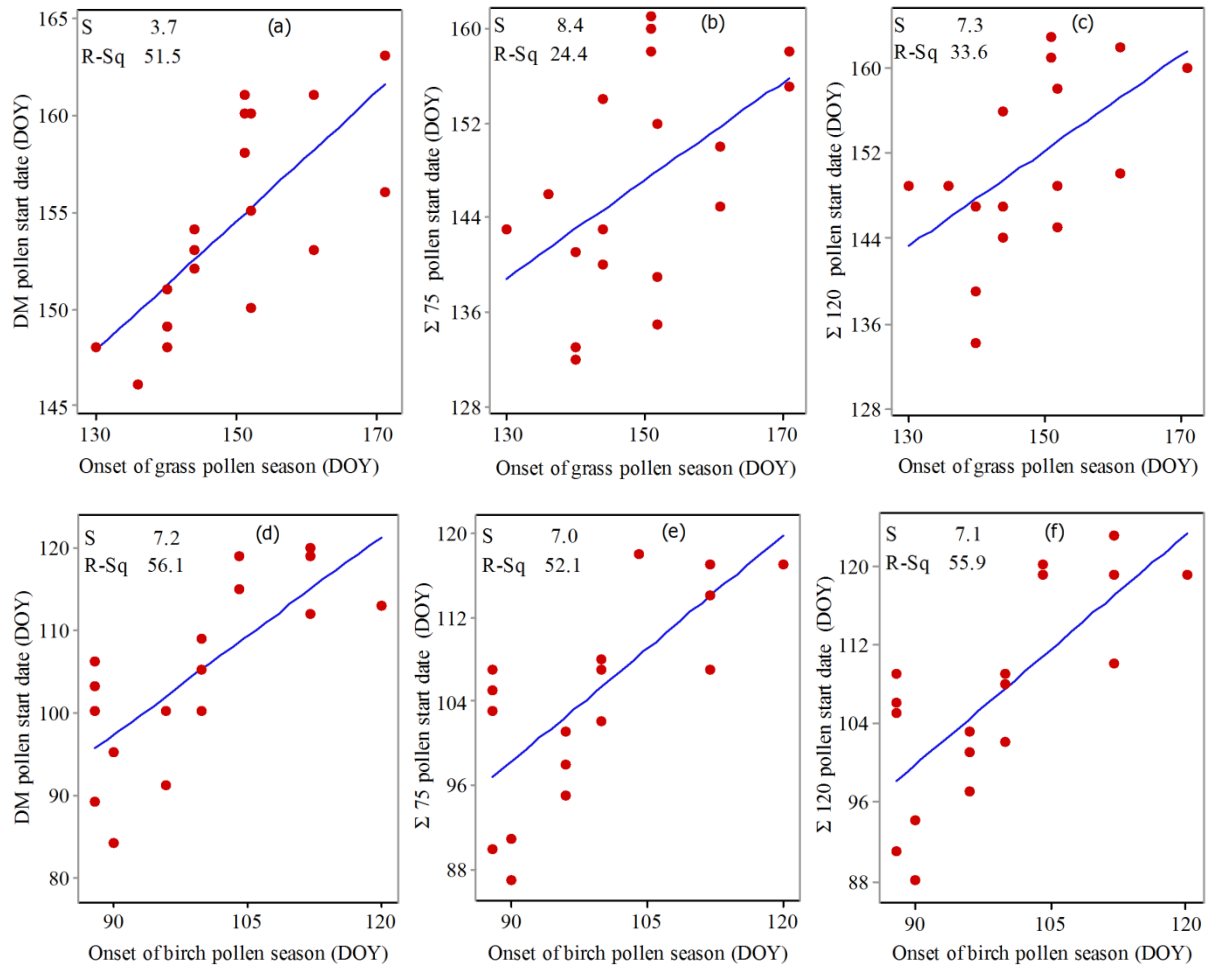 S 3.7 (a)
R-Sq 51.5
DM pollen start date (DOY)
165
160
155
150
145
130 150 170
Onset of grass pollen season (DOY)
S 8.4 (b)
R-Sq 24.4
Σ 75 pollen start date (DOY)
160
152
144
136
128
130 150 170
Onset of grass pollen season (DOY)
S 7.3 (c)
R-Sq 33.6
Σ 120 pollen start date (DOY)
160
152
144
136
128
130 150 170
Onset of grass pollen season (DOY)
S 7.2 (d)
R-Sq 56.1
DM pollen start date (DOY)
120
110
100
90
80
90 105 120
Onset of birch pollen season (DOY)
S 7.0 (e)
R-Sq 52.1
Σ 75 pollen start date (DOY)
120
112
104
96
88
90 105 120
Onset of birch pollen season (DOY)
S 7.1 (f)
R-Sq 55.9
Σ 120 pollen start date (DOY)
120
112
104
96
88
90 105 120
Onset of birch pollen season (DOY)